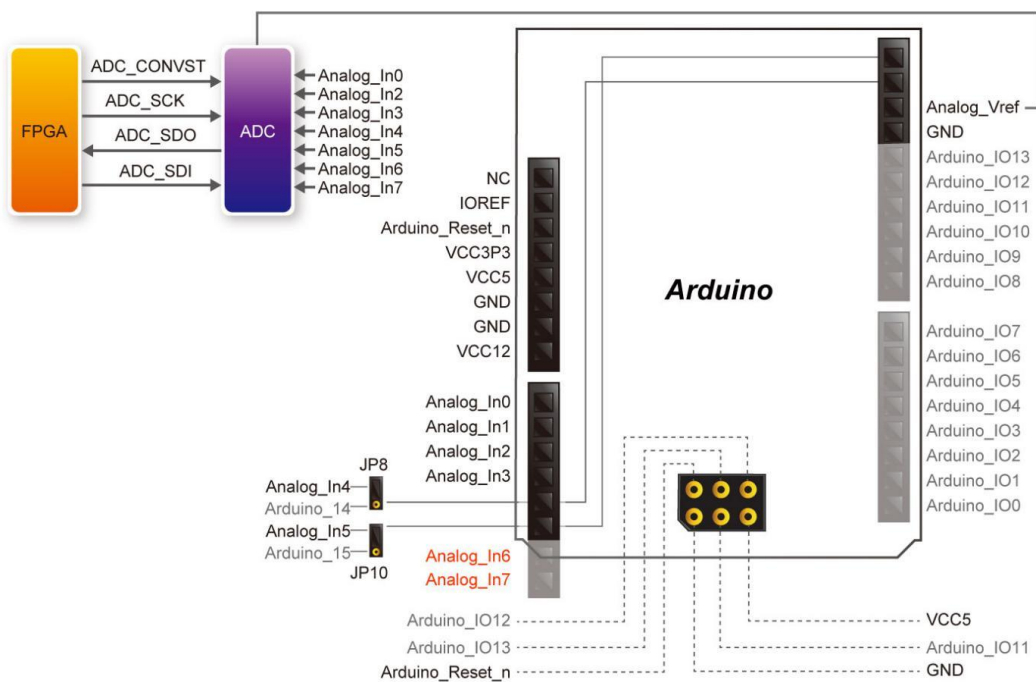 FPGA
ADC_CONVST
ADC_SCK
ADC_SDO
ADC_SDI
ADC
Analog_In0
Analog_In2
Analog_In3
Analog_In4
Analog_In5
Analog_In6
Analog_In7
NC
IOREF
Arduino_Reset_n
VCC3P3
VCC5
GND
GND
VCC12
Analog_In0
Analog_In1
Analog_In2
Analog_In3
JP8
Analog_In4
Arduino_14
Analog_In5
Arduino_15
JP10
Analog_In6
Analog_In7
Arduino_IO12
Arduino_IO13
Arduino_Reset_n
Arduino
Analog_Vref
GND
Arduino_IO13
Arduino_IO12
Arduino_IO11
Arduino_IO10
Arduino_IO9
Arduino_IO8
Arduino_IO7
Arduino_IO6
Arduino_IO5
Arduino_IO4
Arduino_IO3
Arduino_IO2
Arduino_IO1
Arduino_IO0
VCC5
Arduino_IO11
GND